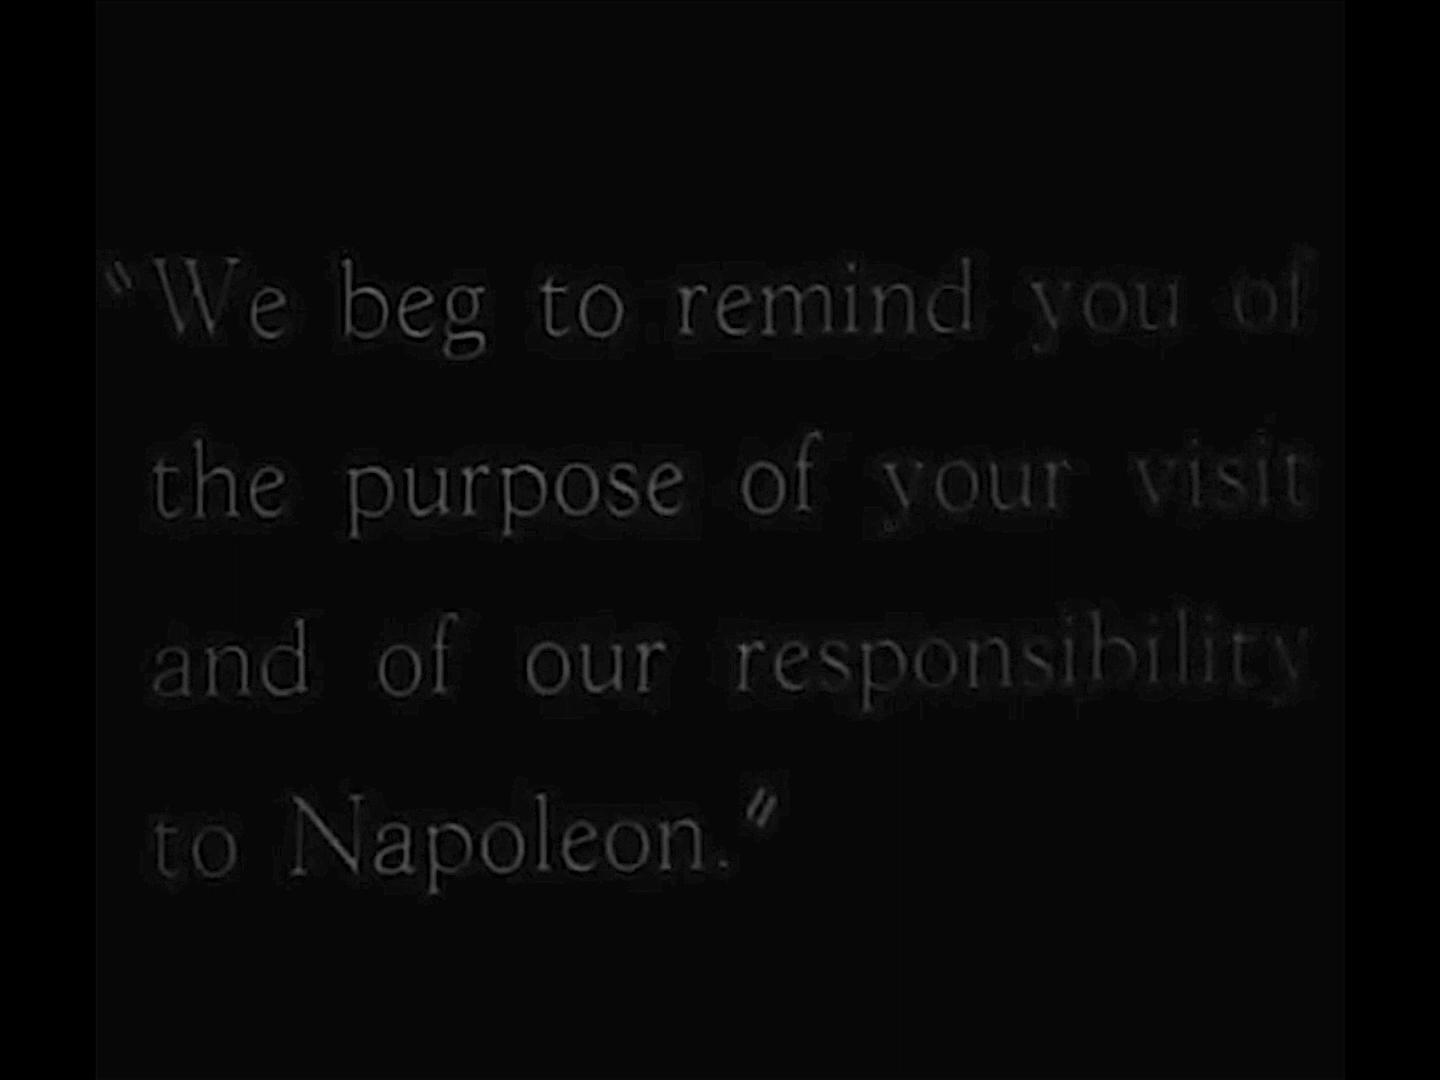 "We beg to remind you of
the purpose of your visit
and of our responsibility
to Napoleon."